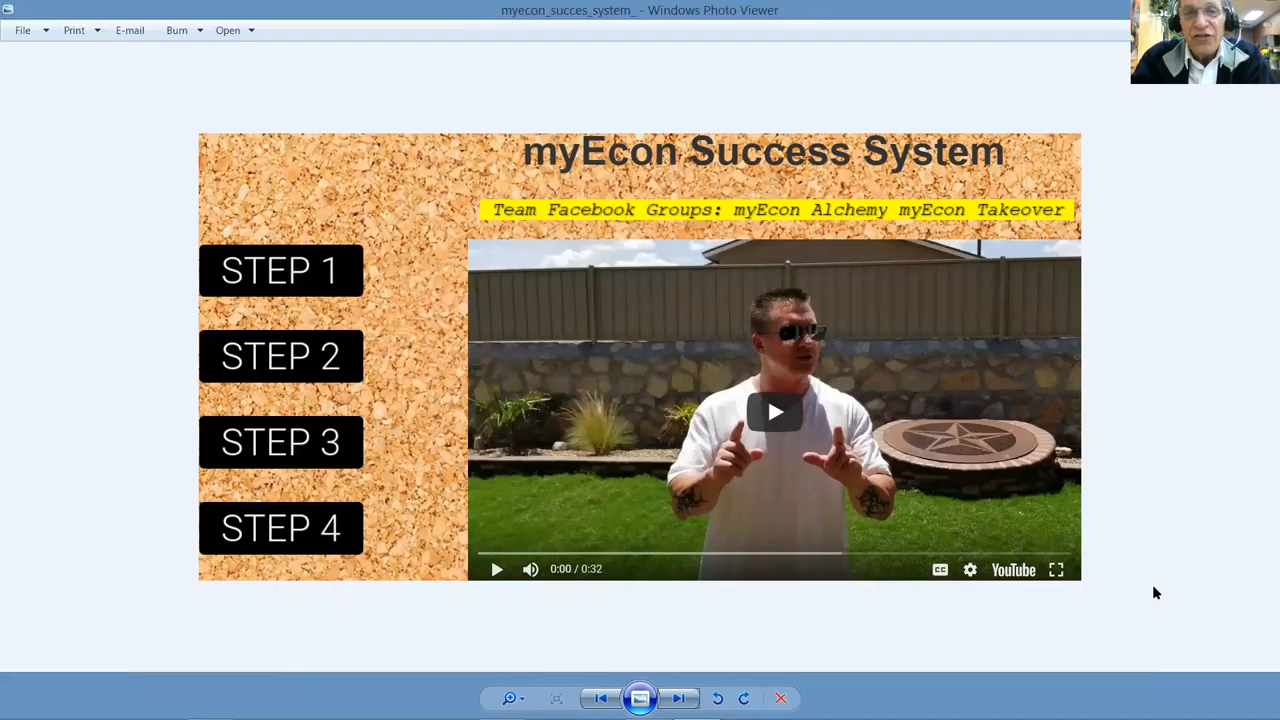 myecon_succes_system_ - Windows Photo Viewer
File Print E-mail Burn Open
myEcon Success System
Team Facebook Groups: myEcon Alchemy myEcon Takeover
STEP 1
STEP 2
STEP 3
STEP 4
0:00 / 0:32 CC YouTube